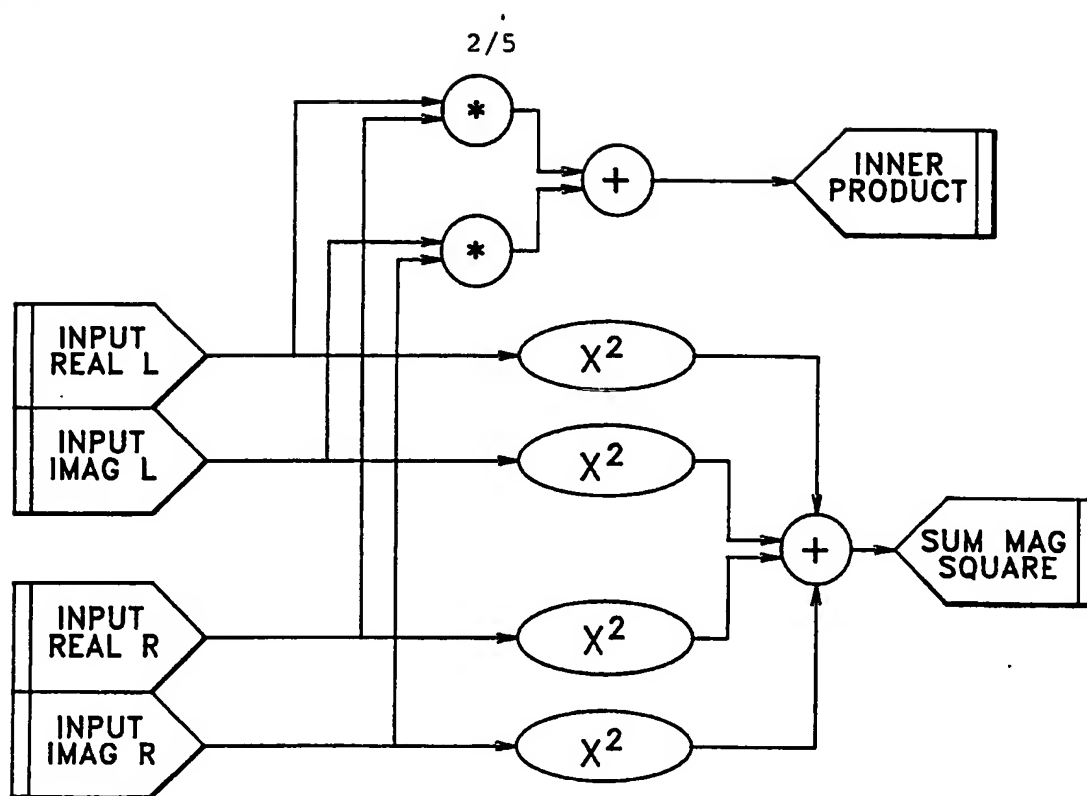 2/5
*
+
INNER
PRODUCT
*
INPUT
REAL L
X²
INPUT
IMAG L
X²
+
SUM MAG
SQUARE
INPUT
REAL R
X²
INPUT
IMAG R
X²